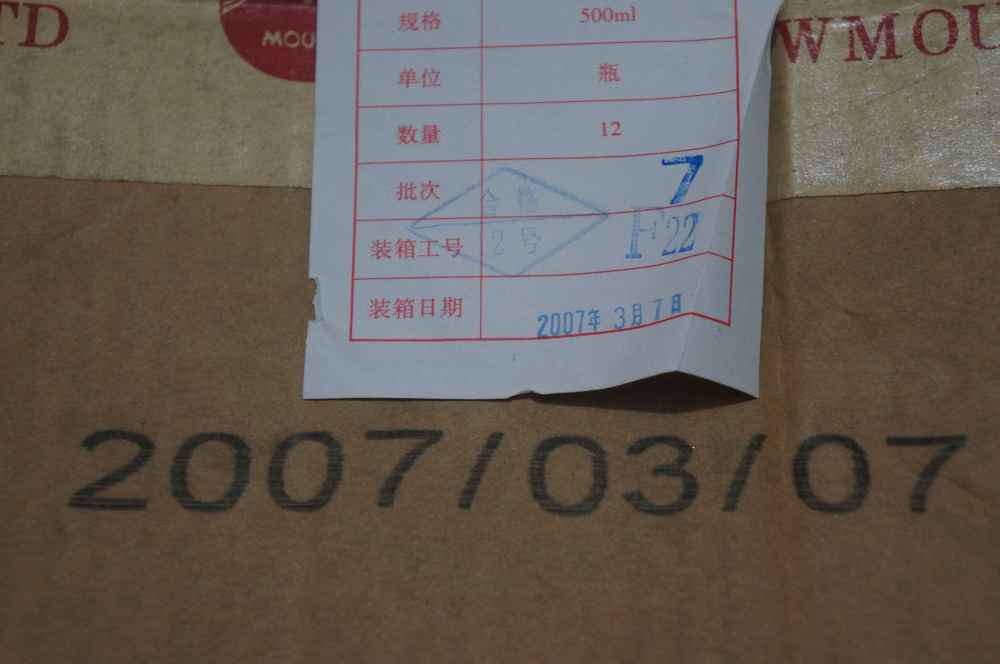 TD
MOU
WMOU
规格 500ml
单位 瓶
数量 12
批次 7
合格
装箱工号 2号 F22
装箱日期 2007年3月7日
2007/03/07